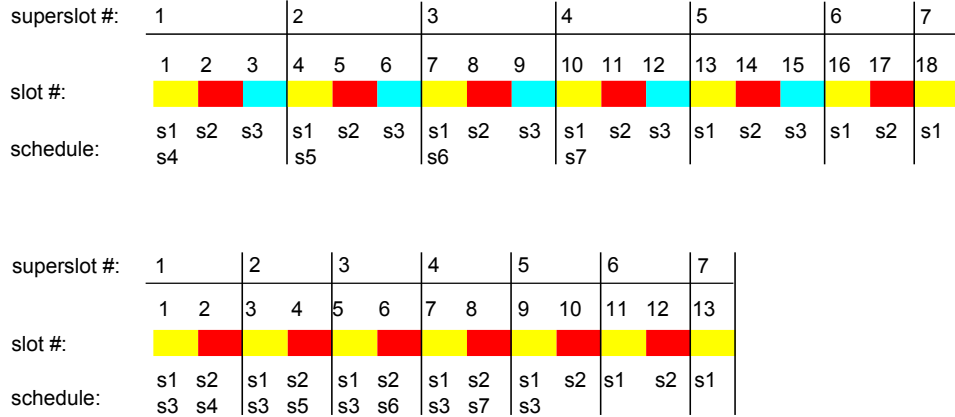 superslot #: 1 2 3 4 5 6 7
1 2 3 4 5 6 7 8 9 10 11 12 13 14 15 16 17 18
slot #:
s1 s2 s3 s1 s2 s3 s1 s2 s3 s1 s2 s3 s1 s2 s3 s1 s2 s1
schedule:
s4 s5 s6 s7
superslot #: 1 2 3 4 5 6 7
1 2 3 4 5 6 7 8 9 10 11 12 13
slot #:
s1 s2 s1 s2 s1 s2 s1 s2 s1 s2 s1 s2 s1
schedule:
s3 s4 s3 s5 s3 s6 s3 s7 s3